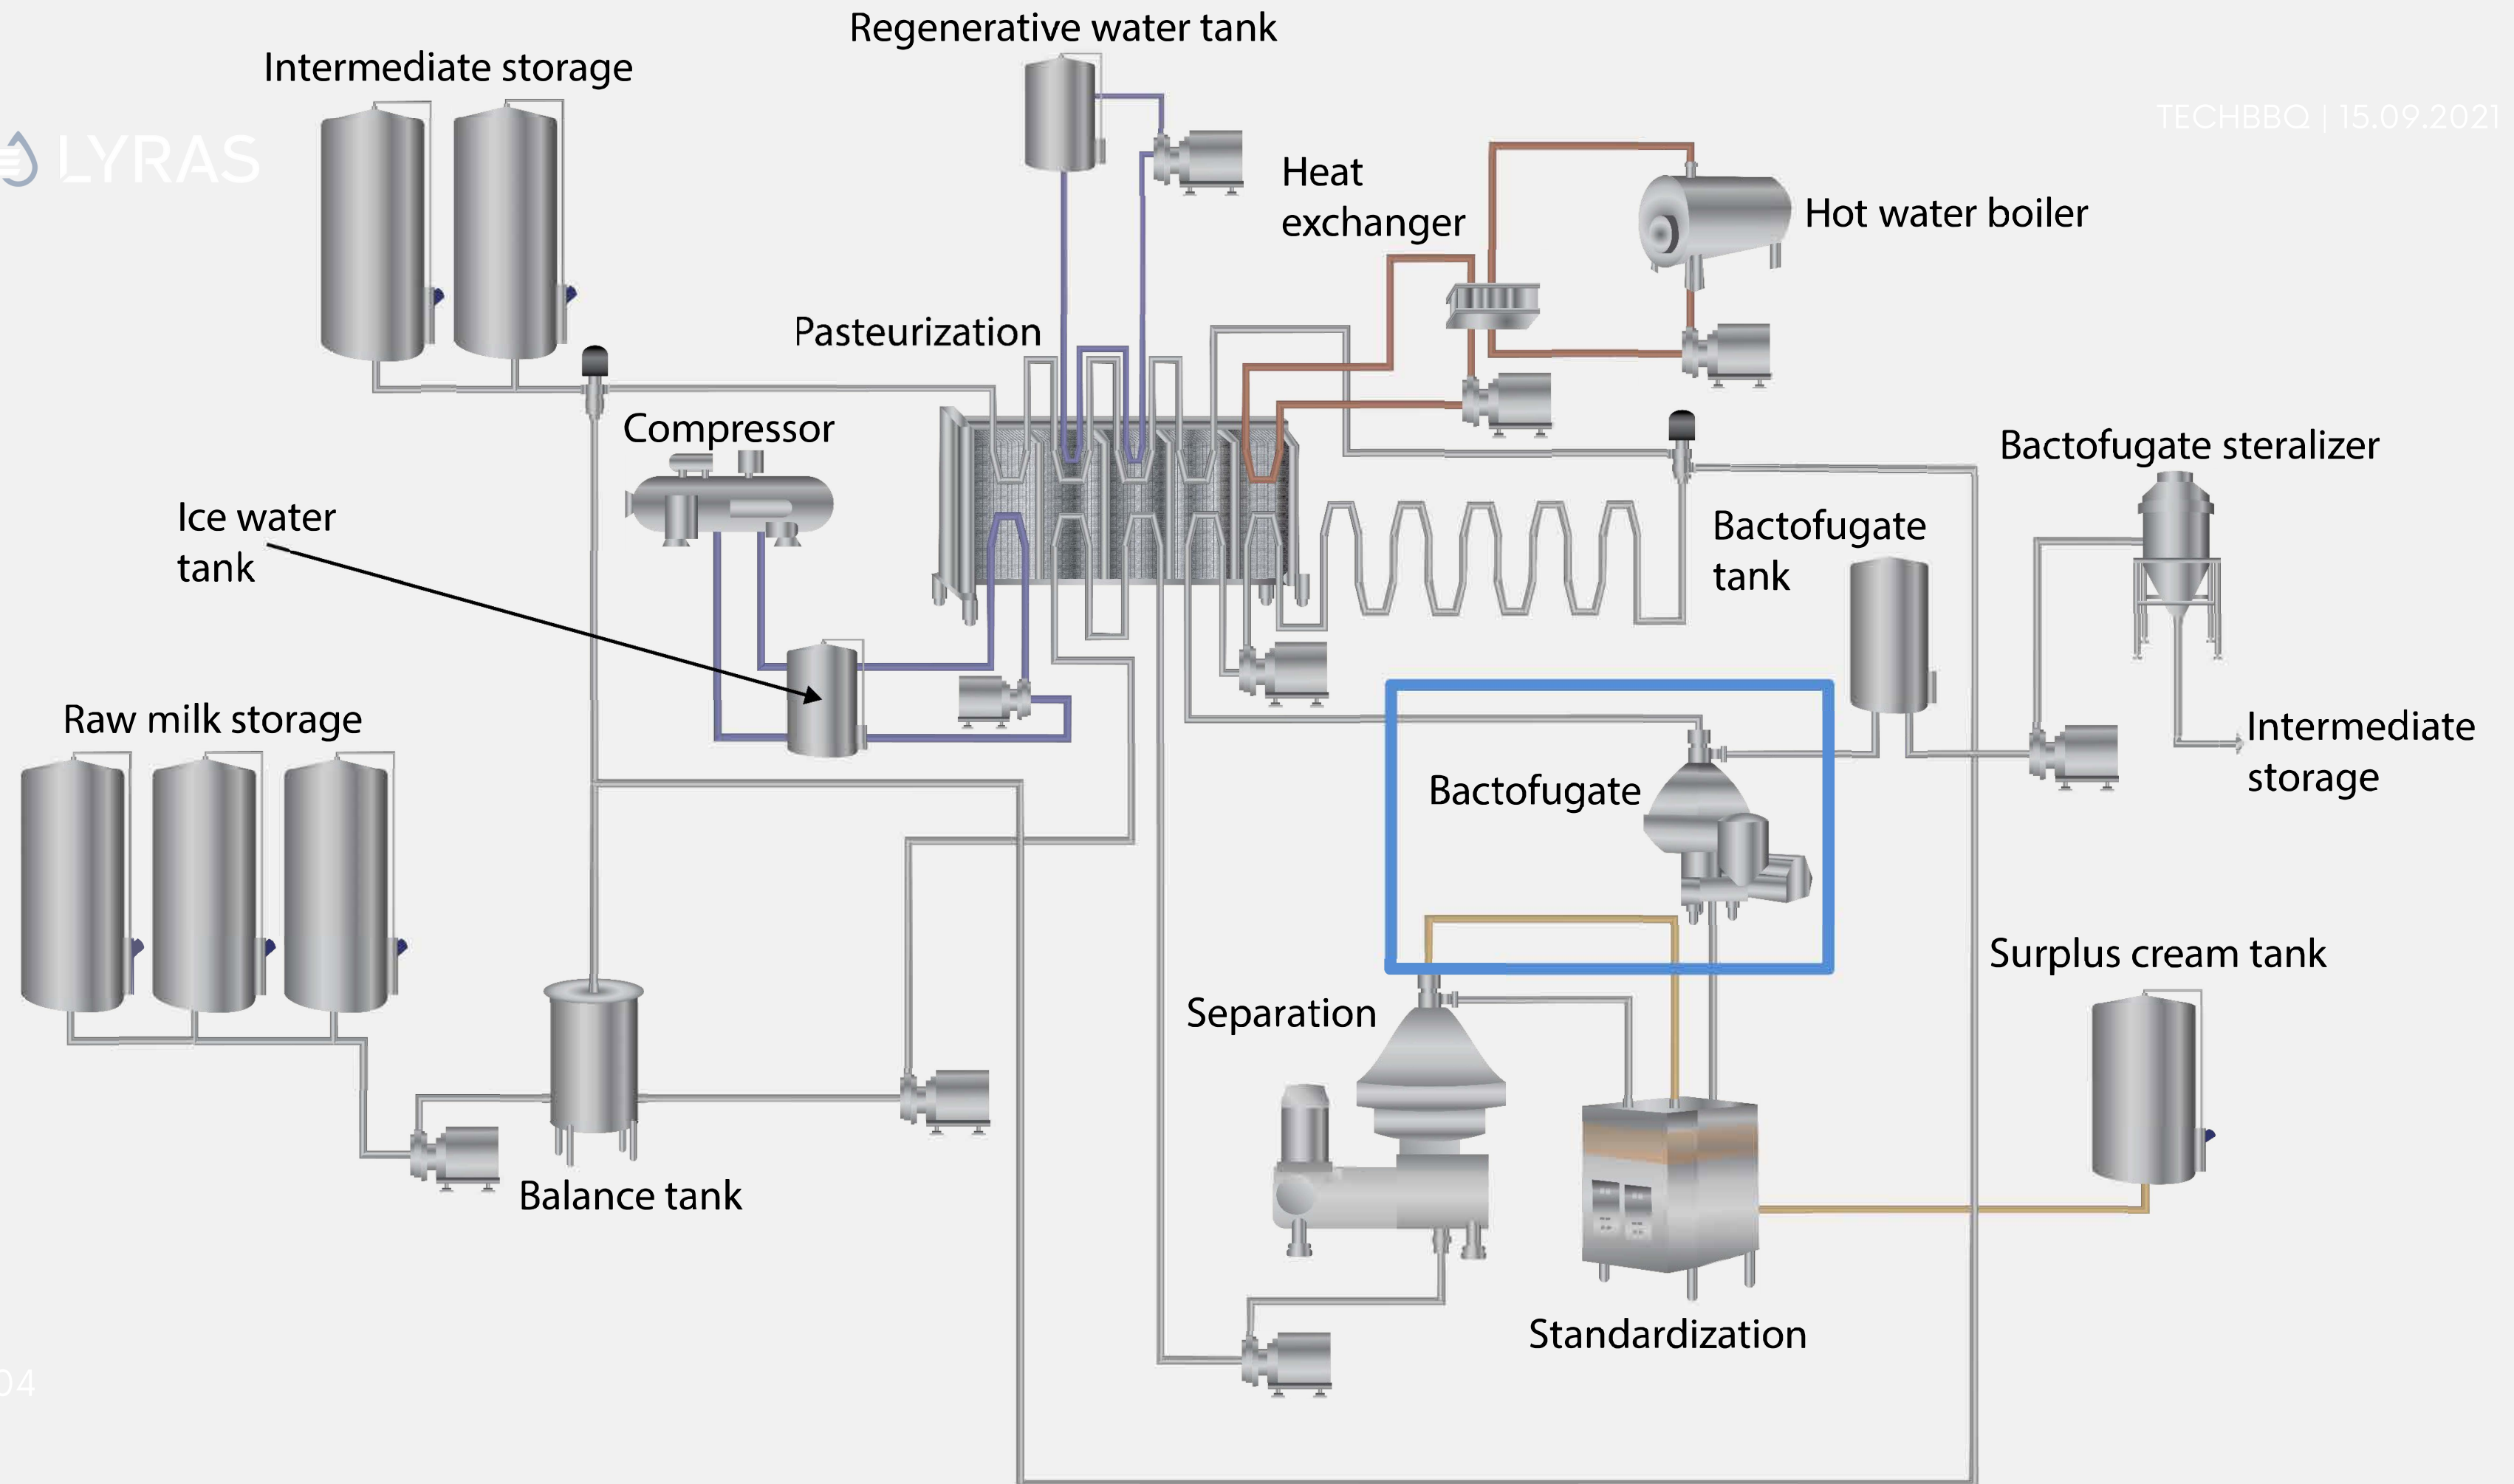 Regenerative water tank
Intermediate storage
TECHBBQ | 15.09.2021
LYRAS
Heat
exchanger
Hot water boiler
Pasteurization
Compressor
Bactofugate steralizer
Ice water
tank
Bactofugate
tank
Raw milk storage
Intermediate
storage
Bactofugate
Surplus cream tank
Separation
Balance tank
Standardization
04